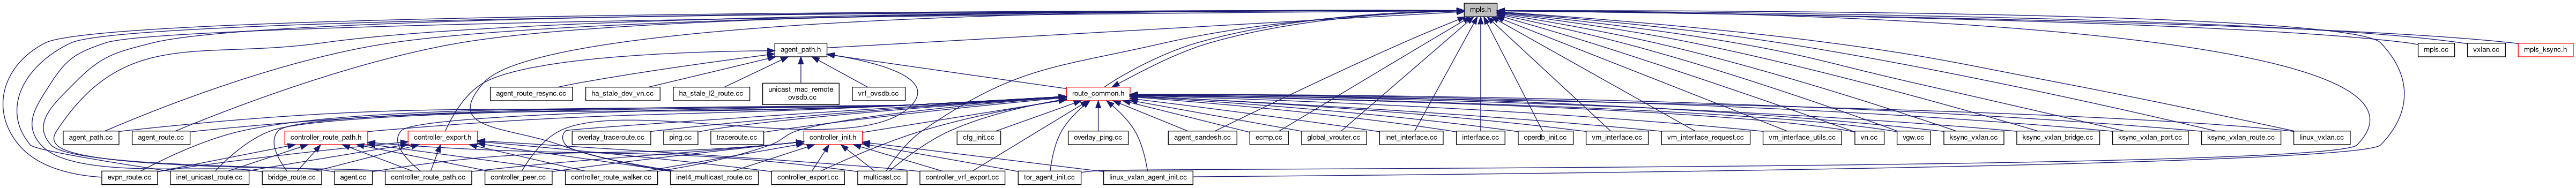 mpls.h
agent_path.h
mpls.cc
vxlan.cc
mpls_ksync.h
agent_route_resync.cc
ha_stale_dev_vn.cc
ha_stale_l2_route.cc
unicast_mac_remote
_ovsdb.cc
vrf_ovsdb.cc
route_common.h
agent_path.cc
agent_route.cc
controller_route_path.h
controller_export.h
overlay_traceroute.cc
ping.cc
traceroute.cc
controller_init.h
cfg_init.cc
overlay_ping.cc
agent_sandesh.cc
ecmp.cc
global_vrouter.cc
inet_interface.cc
interface.cc
operdb_init.cc
vm_interface.cc
vm_interface_request.cc
vm_interface_utils.cc
vn.cc
vgw.cc
ksync_vxlan.cc
ksync_vxlan_bridge.cc
ksync_vxlan_port.cc
ksync_vxlan_route.cc
linux_vxlan.cc
evpn_route.cc
inet_unicast_route.cc
bridge_route.cc
agent.cc
controller_route_path.cc
controller_peer.cc
controller_route_walker.cc
inet4_multicast_route.cc
controller_export.cc
multicast.cc
controller_vrf_export.cc
tor_agent_init.cc
linux_vxlan_agent_init.cc